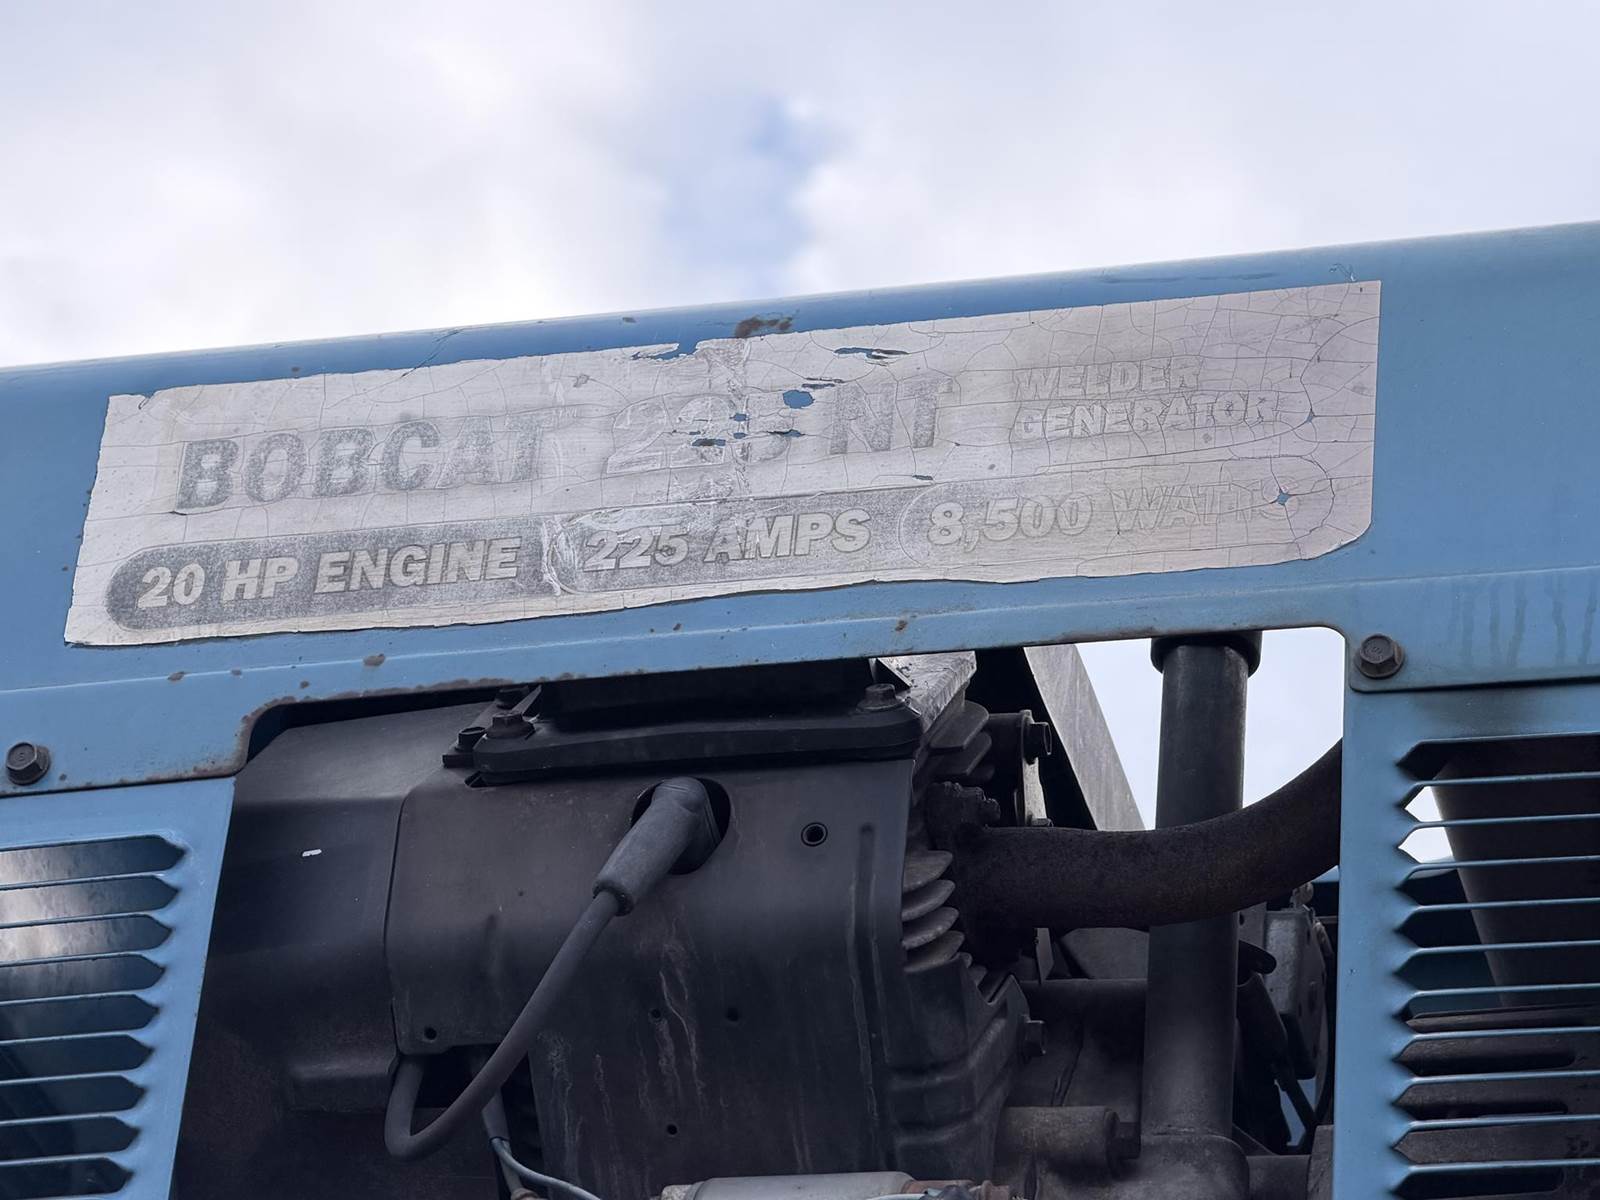 BOBCAT™ 225 NT
WELDER
GENERATOR
20 HP ENGINE 225 AMPS 8,500 WATTS